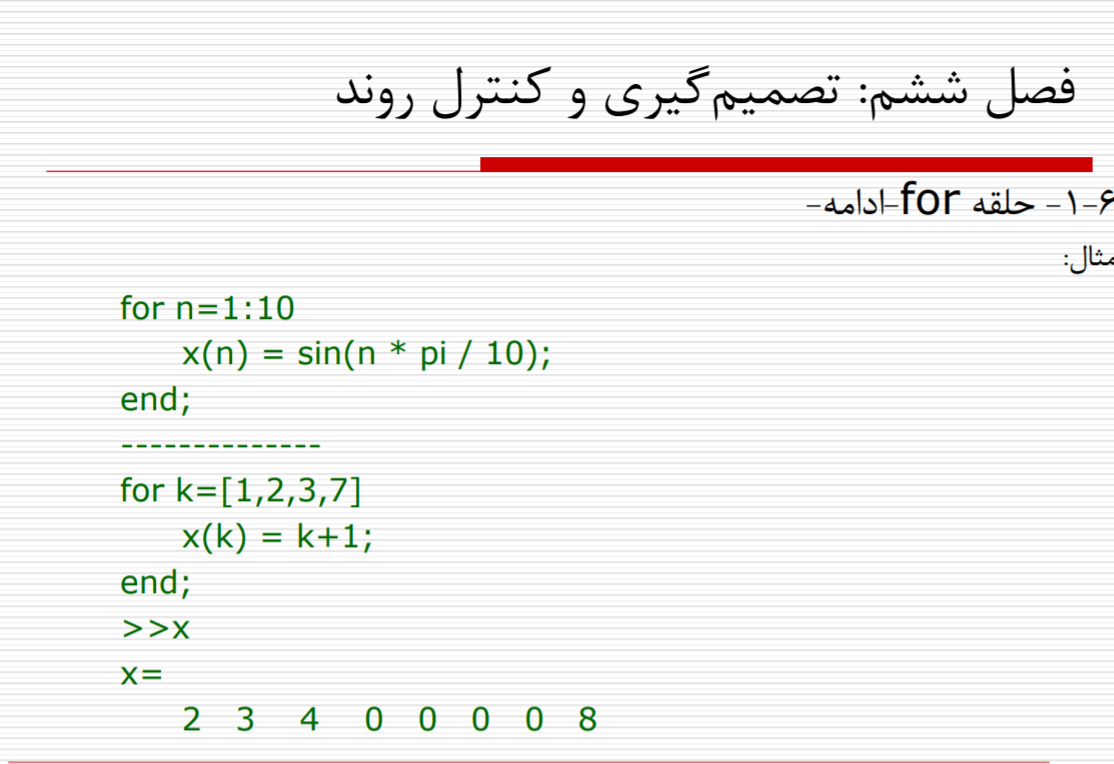 فصل ششم: تصمیم‌گیری و کنترل روند
۶-۱- حلقه for-ادامه-
مثال:
for n=1:10
x(n) = sin(n * pi / 10);
end;
--------------
for k=[1,2,3,7]
x(k) = k+1;
end;
>>x
x=
2 3 4 0 0 0 0 8